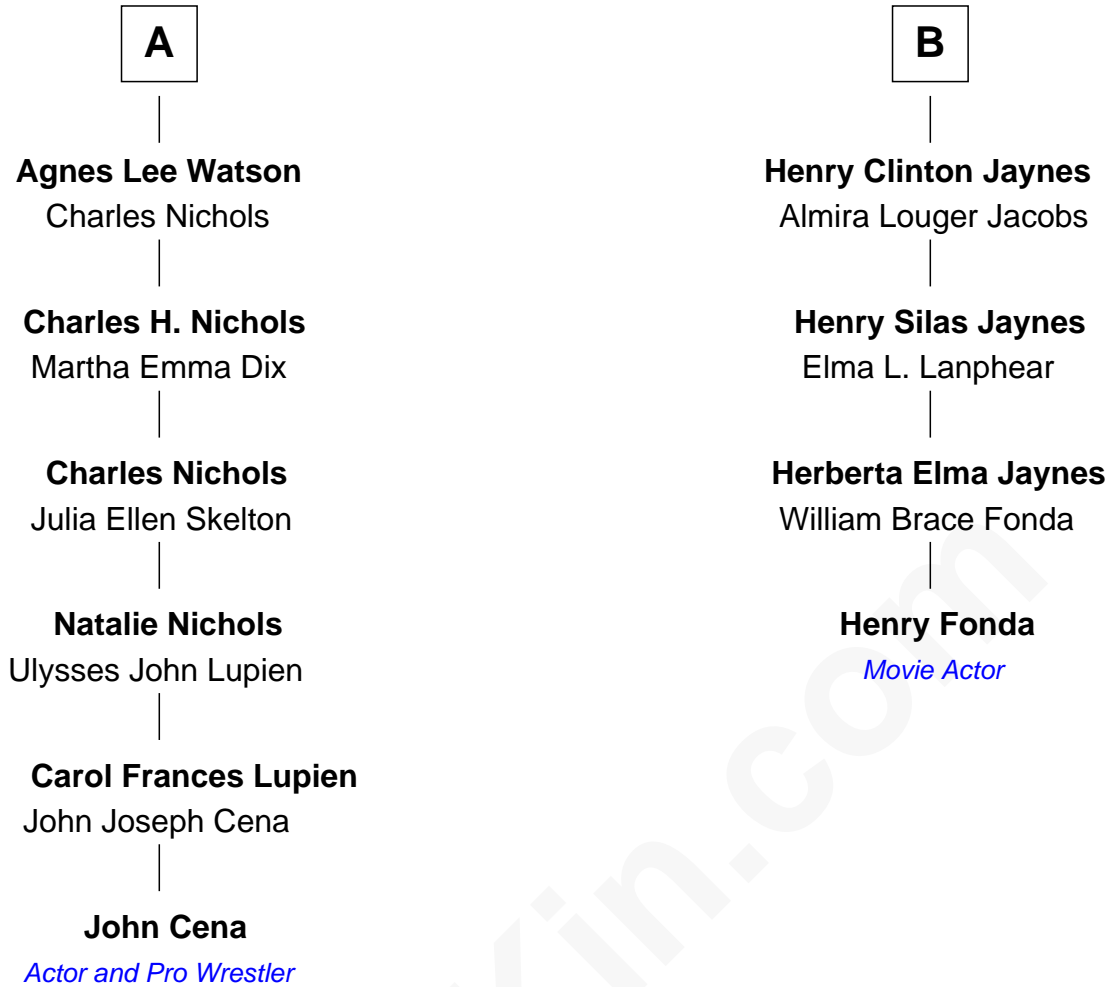 A
Agnes Lee Watson
Charles Nichols
Charles H. Nichols
Martha Emma Dix
Charles Nichols
Julia Ellen Skelton
Natalie Nichols
Ulysses John Lupien
Carol Frances Lupien
John Joseph Cena
John Cena
Actor and Pro Wrestler
B
Henry Clinton Jaynes
Almira Louger Jacobs
Henry Silas Jaynes
Elma L. Lanphear
Herberta Elma Jaynes
William Brace Fonda
Henry Fonda
Movie Actor
Kin.com